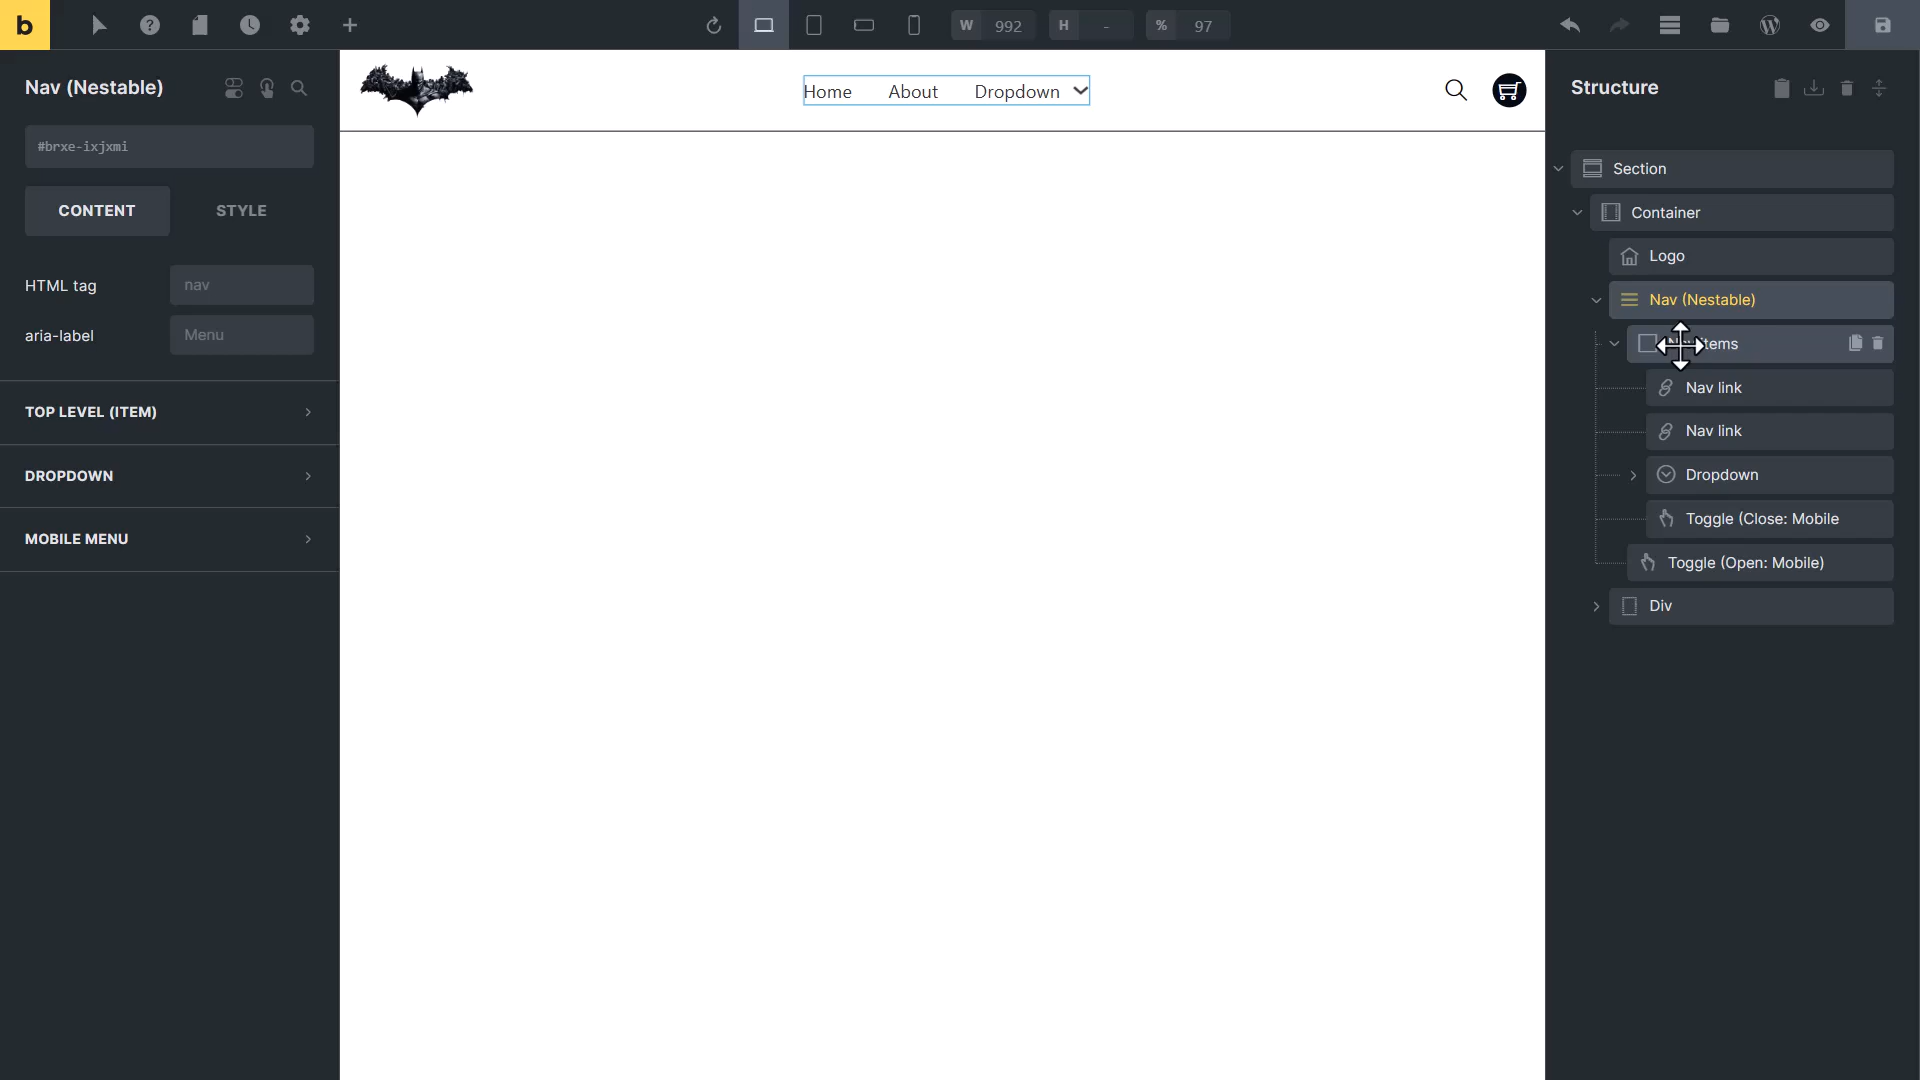 b
W 992 H - % 97
Nav (Nestable)
#brxe-ixjxmi
CONTENT STYLE
HTML tag nav
aria-label Menu
TOP LEVEL (ITEM)
DROPDOWN
MOBILE MENU
Home About Dropdown
Structure
Section
Container
Logo
Nav (Nestable)
items
Nav link
Nav link
Dropdown
Toggle (Close: Mobile
Toggle (Open: Mobile)
Div